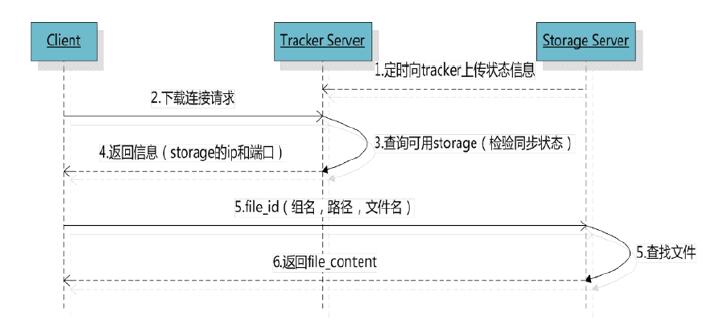 Client
Tracker Server
Storage Server
1.定时向tracker上传状态信息
2.下载连接请求
3.查询可用storage（检验同步状态）
4.返回信息（storage的ip和端口）
5.file_id（组名，路径，文件名）
5.查找文件
6.返回file_content